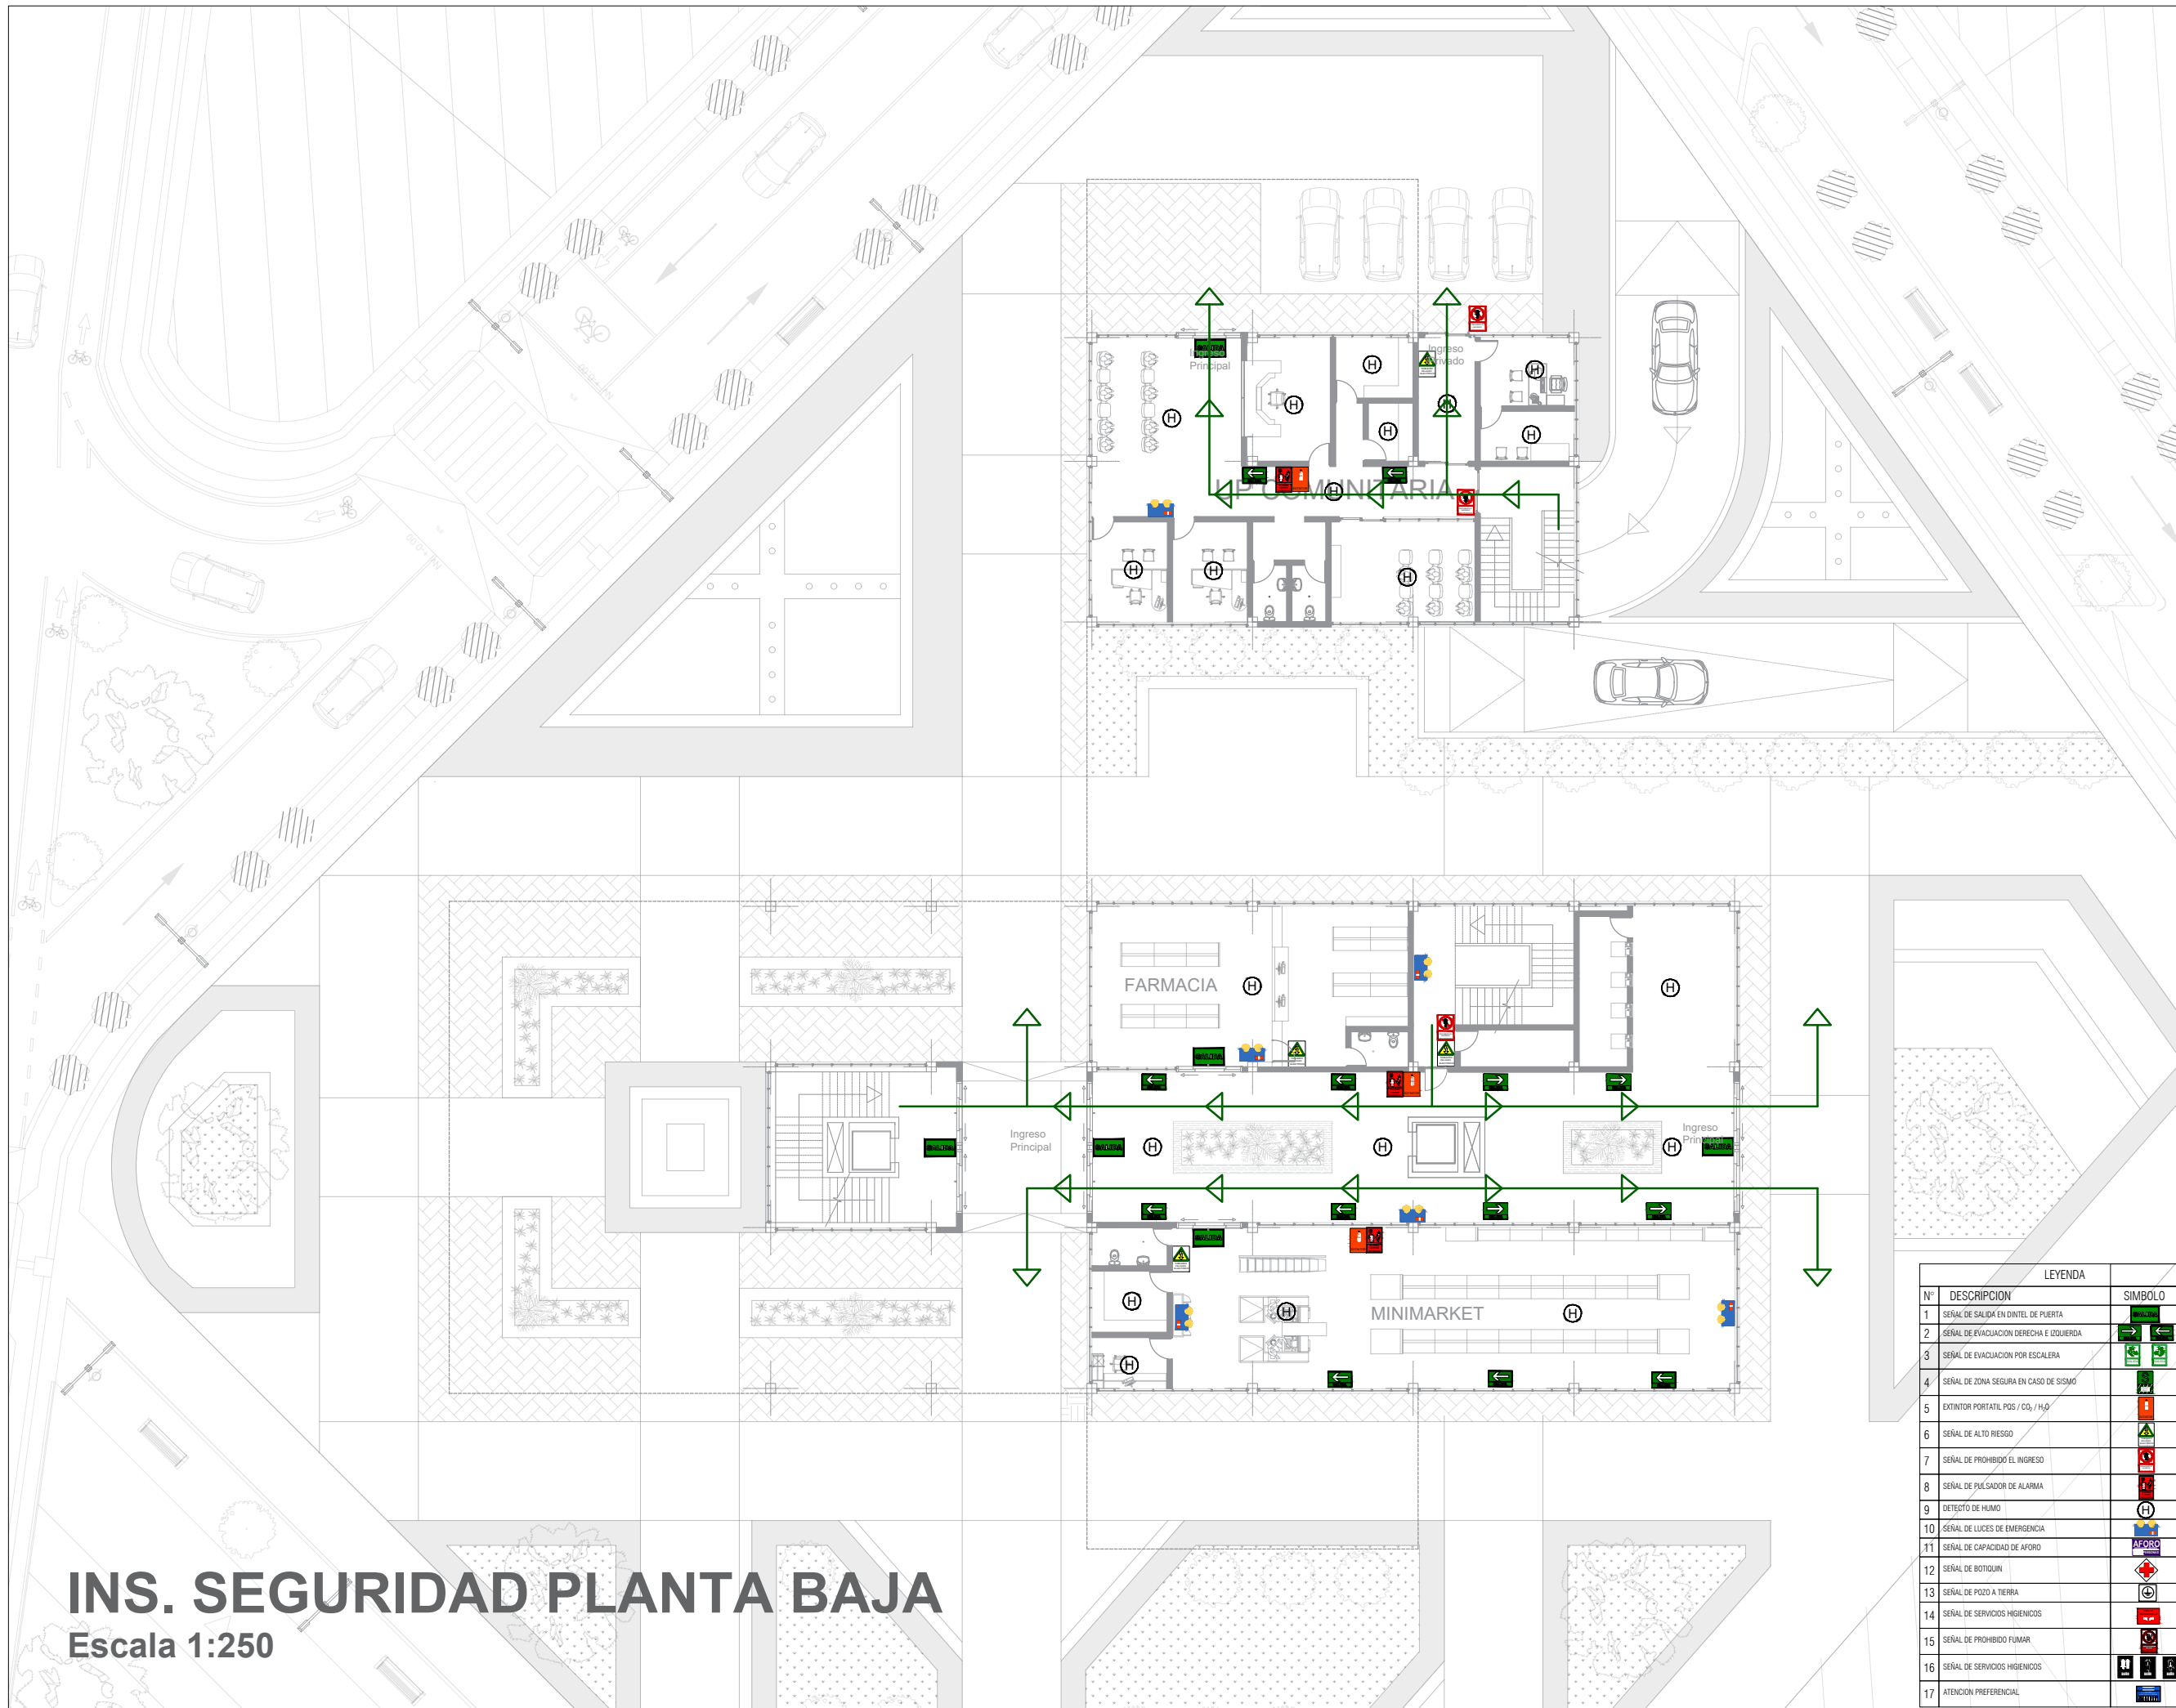 Ingreso
Principal
Ingreso
Privado
UP COMUNITARIA
NV + 0.00
NV + 0.00
FARMACIA
Ingreso
Principal
Ingreso
Principal
MINIMARKET
H
LEYENDA
N° DESCRIPCION SIMBOLO
1 SEÑAL DE SALIDA EN DINTEL DE PUERTA
2 SEÑAL DE EVACUACION DERECHA E IZQUIERDA
3 SEÑAL DE EVACUACION POR ESCALERA
4 SEÑAL DE ZONA SEGURA EN CASO DE SISMO S
5 EXTINTOR PORTATIL PQS / CO₂ / H₂O
6 SEÑAL DE ALTO RIESGO
7 SEÑAL DE PROHIBIDO EL INGRESO
8 SEÑAL DE PULSADOR DE ALARMA
9 DETECTO DE HUMO H
10 SEÑAL DE LUCES DE EMERGENCIA
11 SEÑAL DE CAPACIDAD DE AFORO AFORO
12 SEÑAL DE BOTIQUIN
13 SEÑAL DE POZO A TIERRA
14 SEÑAL DE SERVICIOS HIGIENICOS
15 SEÑAL DE PROHIBIDO FUMAR
16 SEÑAL DE SERVICIOS HIGIENICOS
17 ATENCION PREFERENCIAL
INS. SEGURIDAD PLANTA BAJA
Escala 1:250